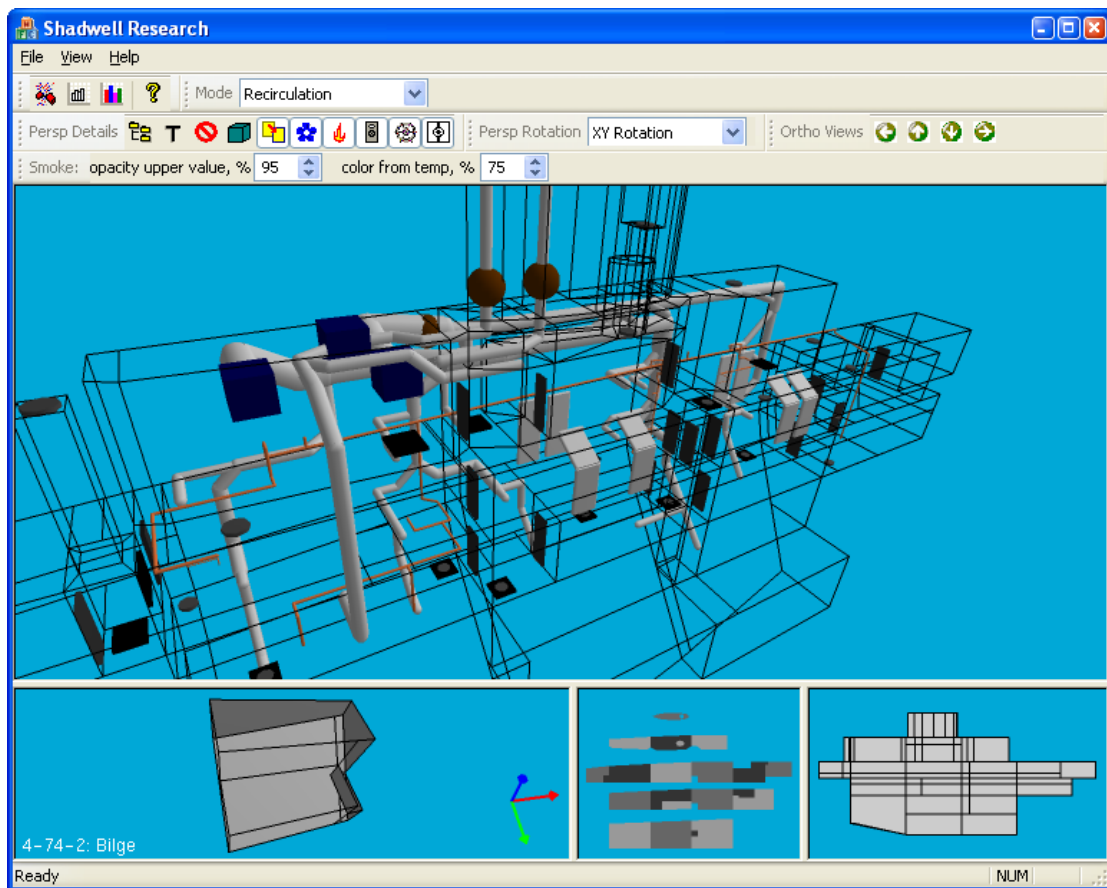 Shadwell Research
File View Help
Mode Recirculation
Persp Details T Persp Rotation XY Rotation Ortho Views
Smoke: opacity upper value, % 95 color from temp, % 75
4-74-2: Bilge
Ready NUM